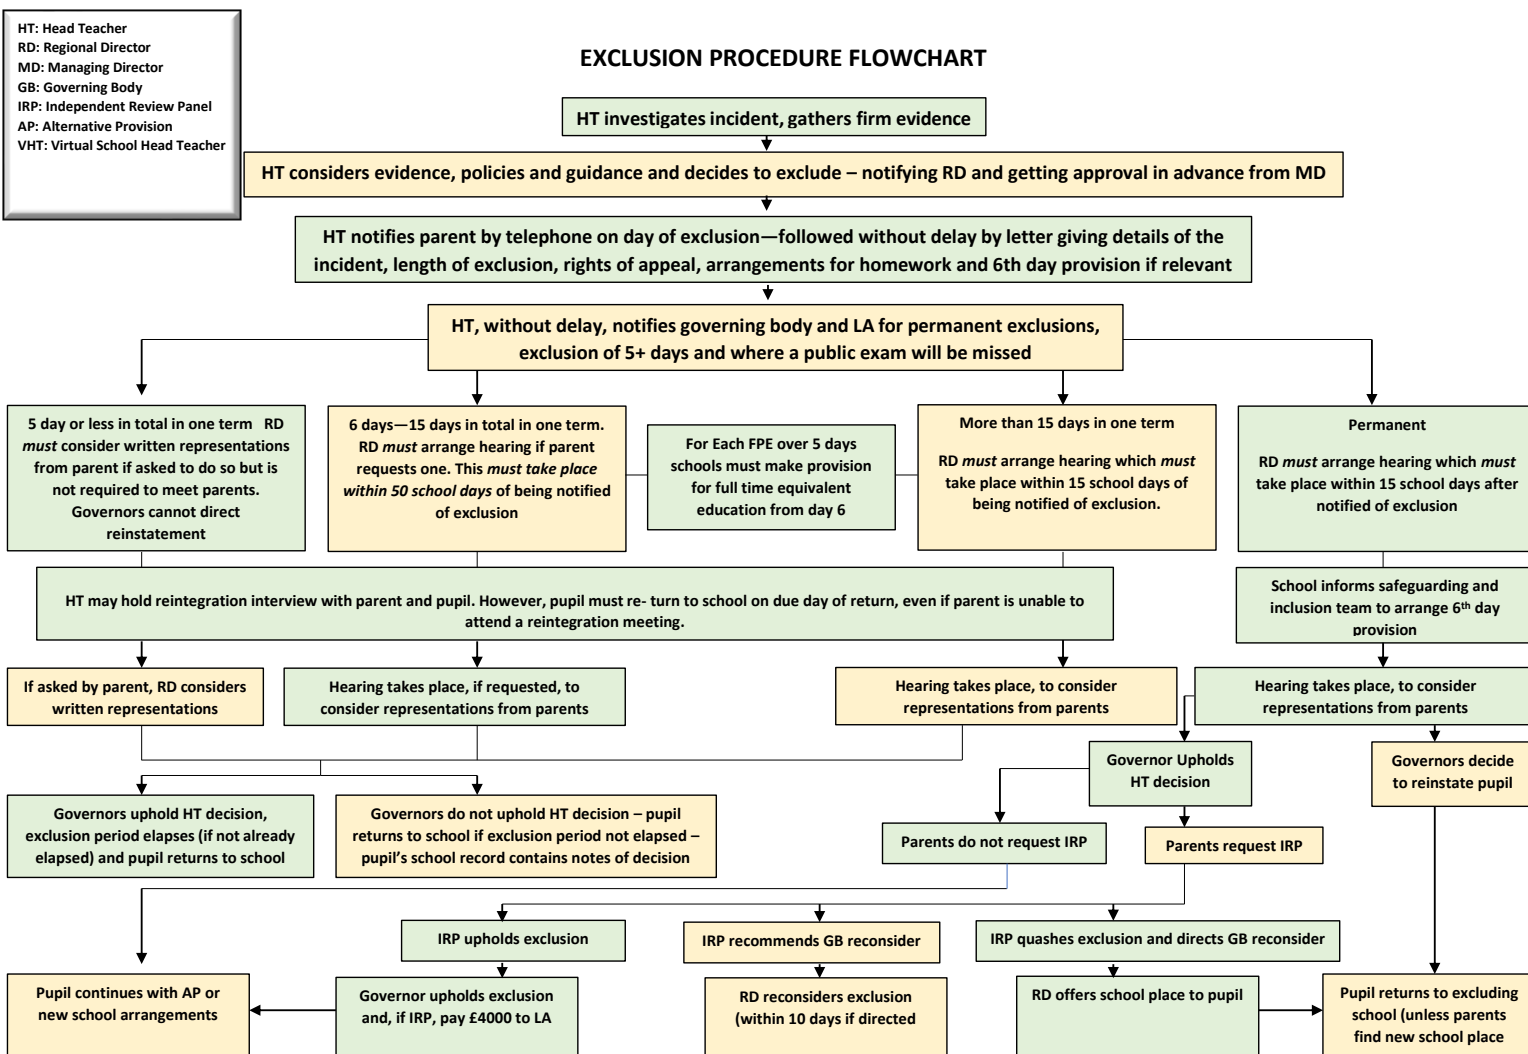 HT: Head Teacher
RD: Regional Director
MD: Managing Director
GB: Governing Body
IRP: Independent Review Panel
AP: Alternative Provision
VHT: Virtual School Head Teacher
EXCLUSION PROCEDURE FLOWCHART
HT investigates incident, gathers firm evidence
HT considers evidence, policies and guidance and decides to exclude – notifying RD and getting approval in advance from MD
HT notifies parent by telephone on day of exclusion—followed without delay by letter giving details of the
incident, length of exclusion, rights of appeal, arrangements for homework and 6th day provision if relevant
HT, without delay, notifies governing body and LA for permanent exclusions,
exclusion of 5+ days and where a public exam will be missed
5 day or less in total in one term RD
must consider written representations
from parent if asked to do so but is
not required to meet parents.
Governors cannot direct
reinstatement
6 days—15 days in total in one term.
RD must arrange hearing if parent
requests one. This must take place
within 50 school days of being notified
of exclusion
For Each FPE over 5 days
schools must make provision
for full time equivalent
education from day 6
More than 15 days in one term
RD must arrange hearing which must
take place within 15 school days of
being notified of exclusion.
Permanent
RD must arrange hearing which must
take place within 15 school days after
notified of exclusion
HT may hold reintegration interview with parent and pupil. However, pupil must re- turn to school on due day of return, even if parent is unable to
attend a reintegration meeting.
School informs safeguarding and
inclusion team to arrange 6th day
provision
If asked by parent, RD considers
written representations
Hearing takes place, if requested, to
consider representations from parents
Hearing takes place, to consider
representations from parents
Hearing takes place, to consider
representations from parents
Governor Upholds
HT decision
Governors decide
to reinstate pupil
Governors uphold HT decision,
exclusion period elapses (if not already
elapsed) and pupil returns to school
Governors do not uphold HT decision – pupil
returns to school if exclusion period not elapsed –
pupil's school record contains notes of decision
Parents do not request IRP
Parents request IRP
IRP upholds exclusion
IRP recommends GB reconsider
IRP quashes exclusion and directs GB reconsider
Pupil continues with AP or
new school arrangements
Governor upholds exclusion
and, if IRP, pay £4000 to LA
RD reconsiders exclusion
(within 10 days if directed
RD offers school place to pupil
Pupil returns to excluding
school (unless parents
find new school place